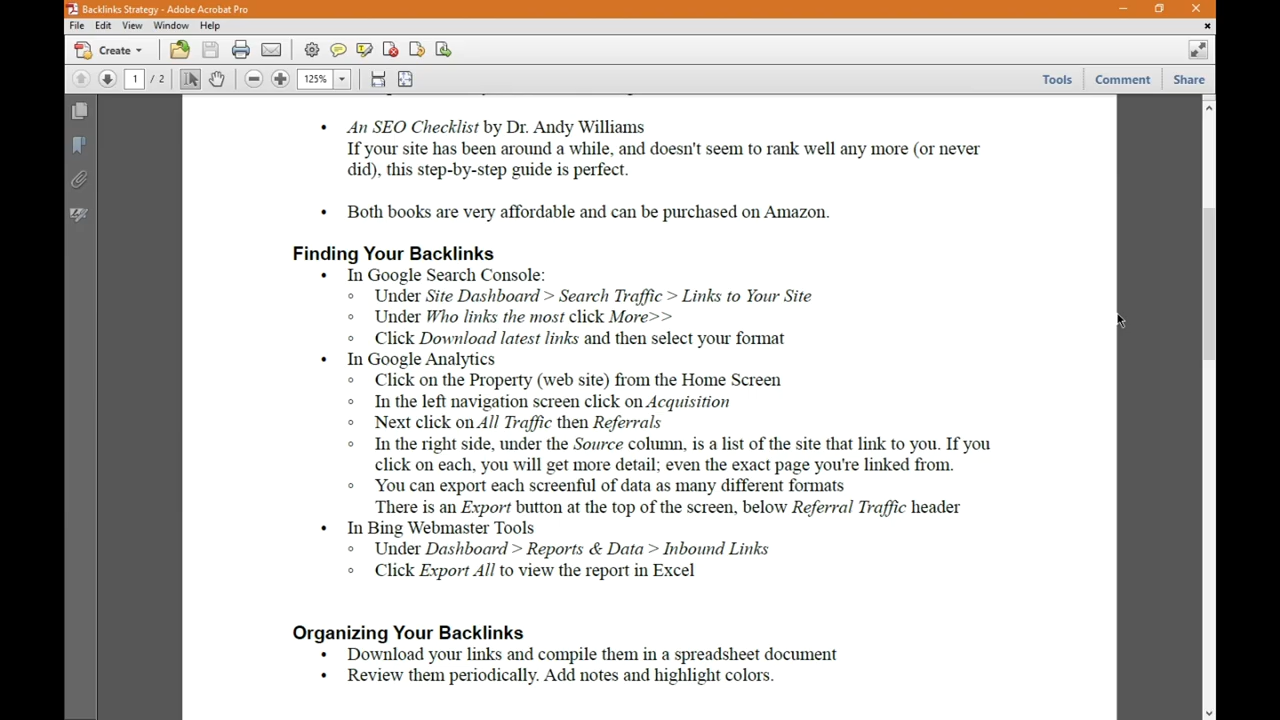 Backlinks Strategy - Adobe Acrobat Pro
File Edit View Window Help
Create
1 / 2 125% Tools Comment Share
• An SEO Checklist by Dr. Andy Williams
If your site has been around a while, and doesn't seem to rank well any more (or never
did), this step-by-step guide is perfect.
• Both books are very affordable and can be purchased on Amazon.
Finding Your Backlinks
• In Google Search Console:
◦ Under Site Dashboard > Search Traffic > Links to Your Site
◦ Under Who links the most click More>>
◦ Click Download latest links and then select your format
• In Google Analytics
◦ Click on the Property (web site) from the Home Screen
◦ In the left navigation screen click on Acquisition
◦ Next click on All Traffic then Referrals
◦ In the right side, under the Source column, is a list of the site that link to you. If you
click on each, you will get more detail; even the exact page you're linked from.
◦ You can export each screenful of data as many different formats
There is an Export button at the top of the screen, below Referral Traffic header
• In Bing Webmaster Tools
◦ Under Dashboard > Reports & Data > Inbound Links
◦ Click Export All to view the report in Excel
Organizing Your Backlinks
• Download your links and compile them in a spreadsheet document
• Review them periodically. Add notes and highlight colors.